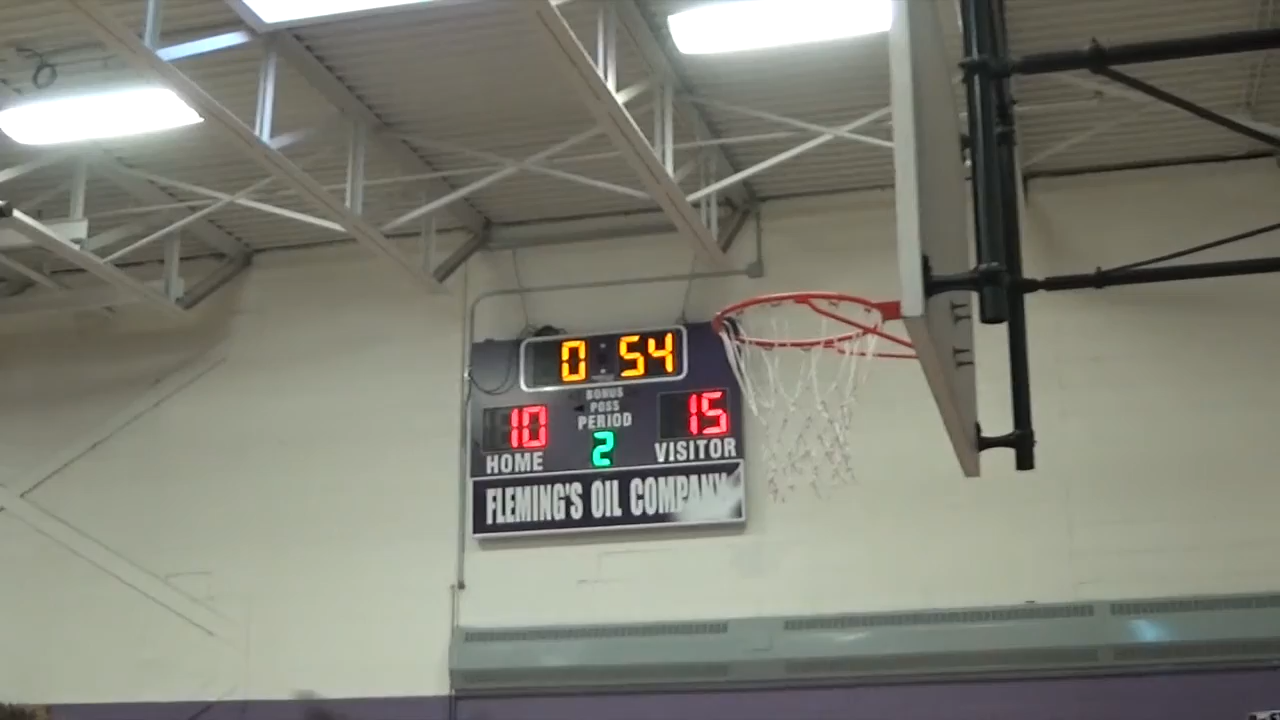 0:54
BONUS
POSS
PERIOD
10 2 15
HOME VISITOR
FLEMING'S OIL COMPANY